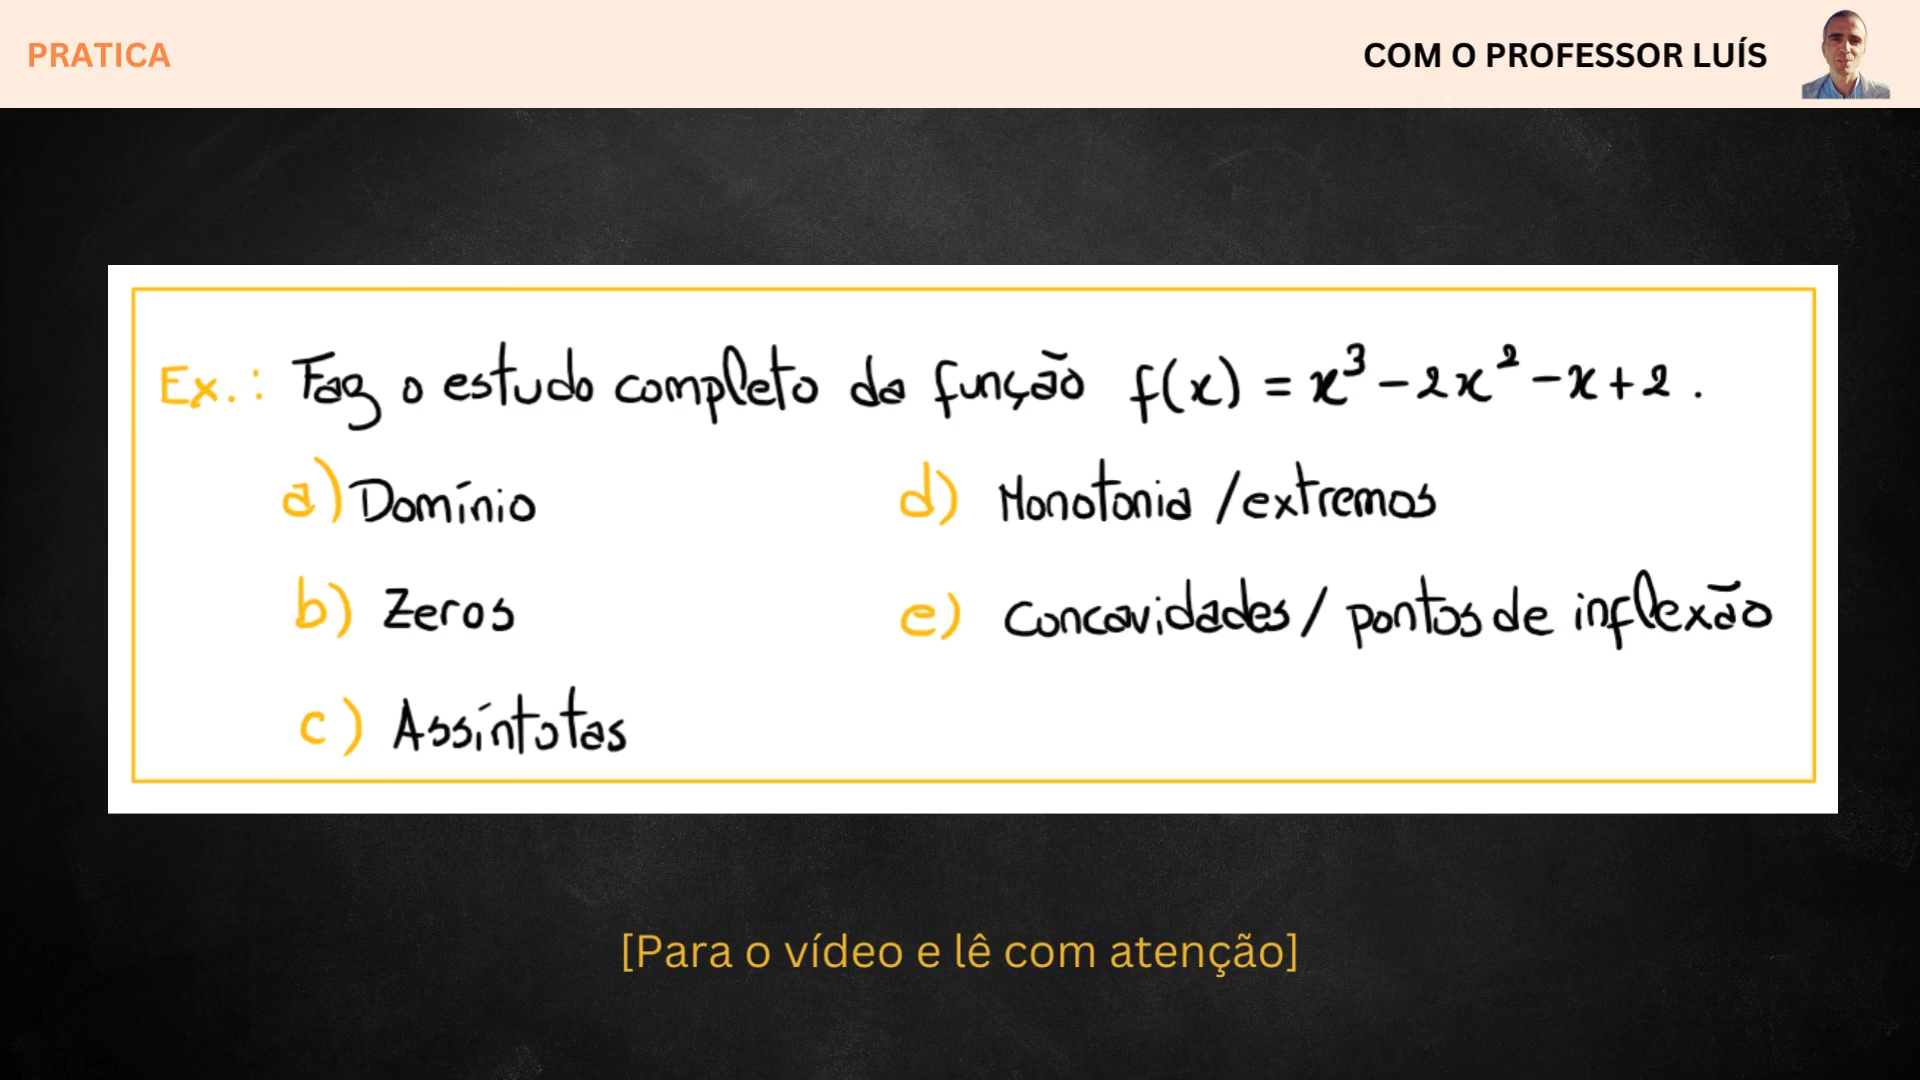 PRATICA
COM O PROFESSOR LUÍS
Ex.: Faz o estudo completo da função f(x) = x³ - 2x² - x + 2 .
a) Domínio
b) Zeros
c) Assíntotas
d) Monotonia / extremos
e) Concavidades / pontos de inflexão
[Para o vídeo e lê com atenção]